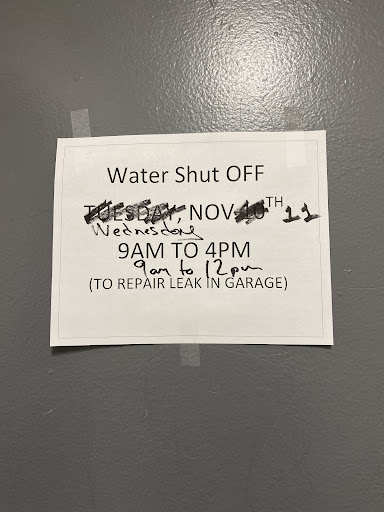 Water Shut OFF
TUESDAY, NOV 10TH 11
Wednesday
9AM TO 4PM
9am to 12pm
(TO REPAIR LEAK IN GARAGE)